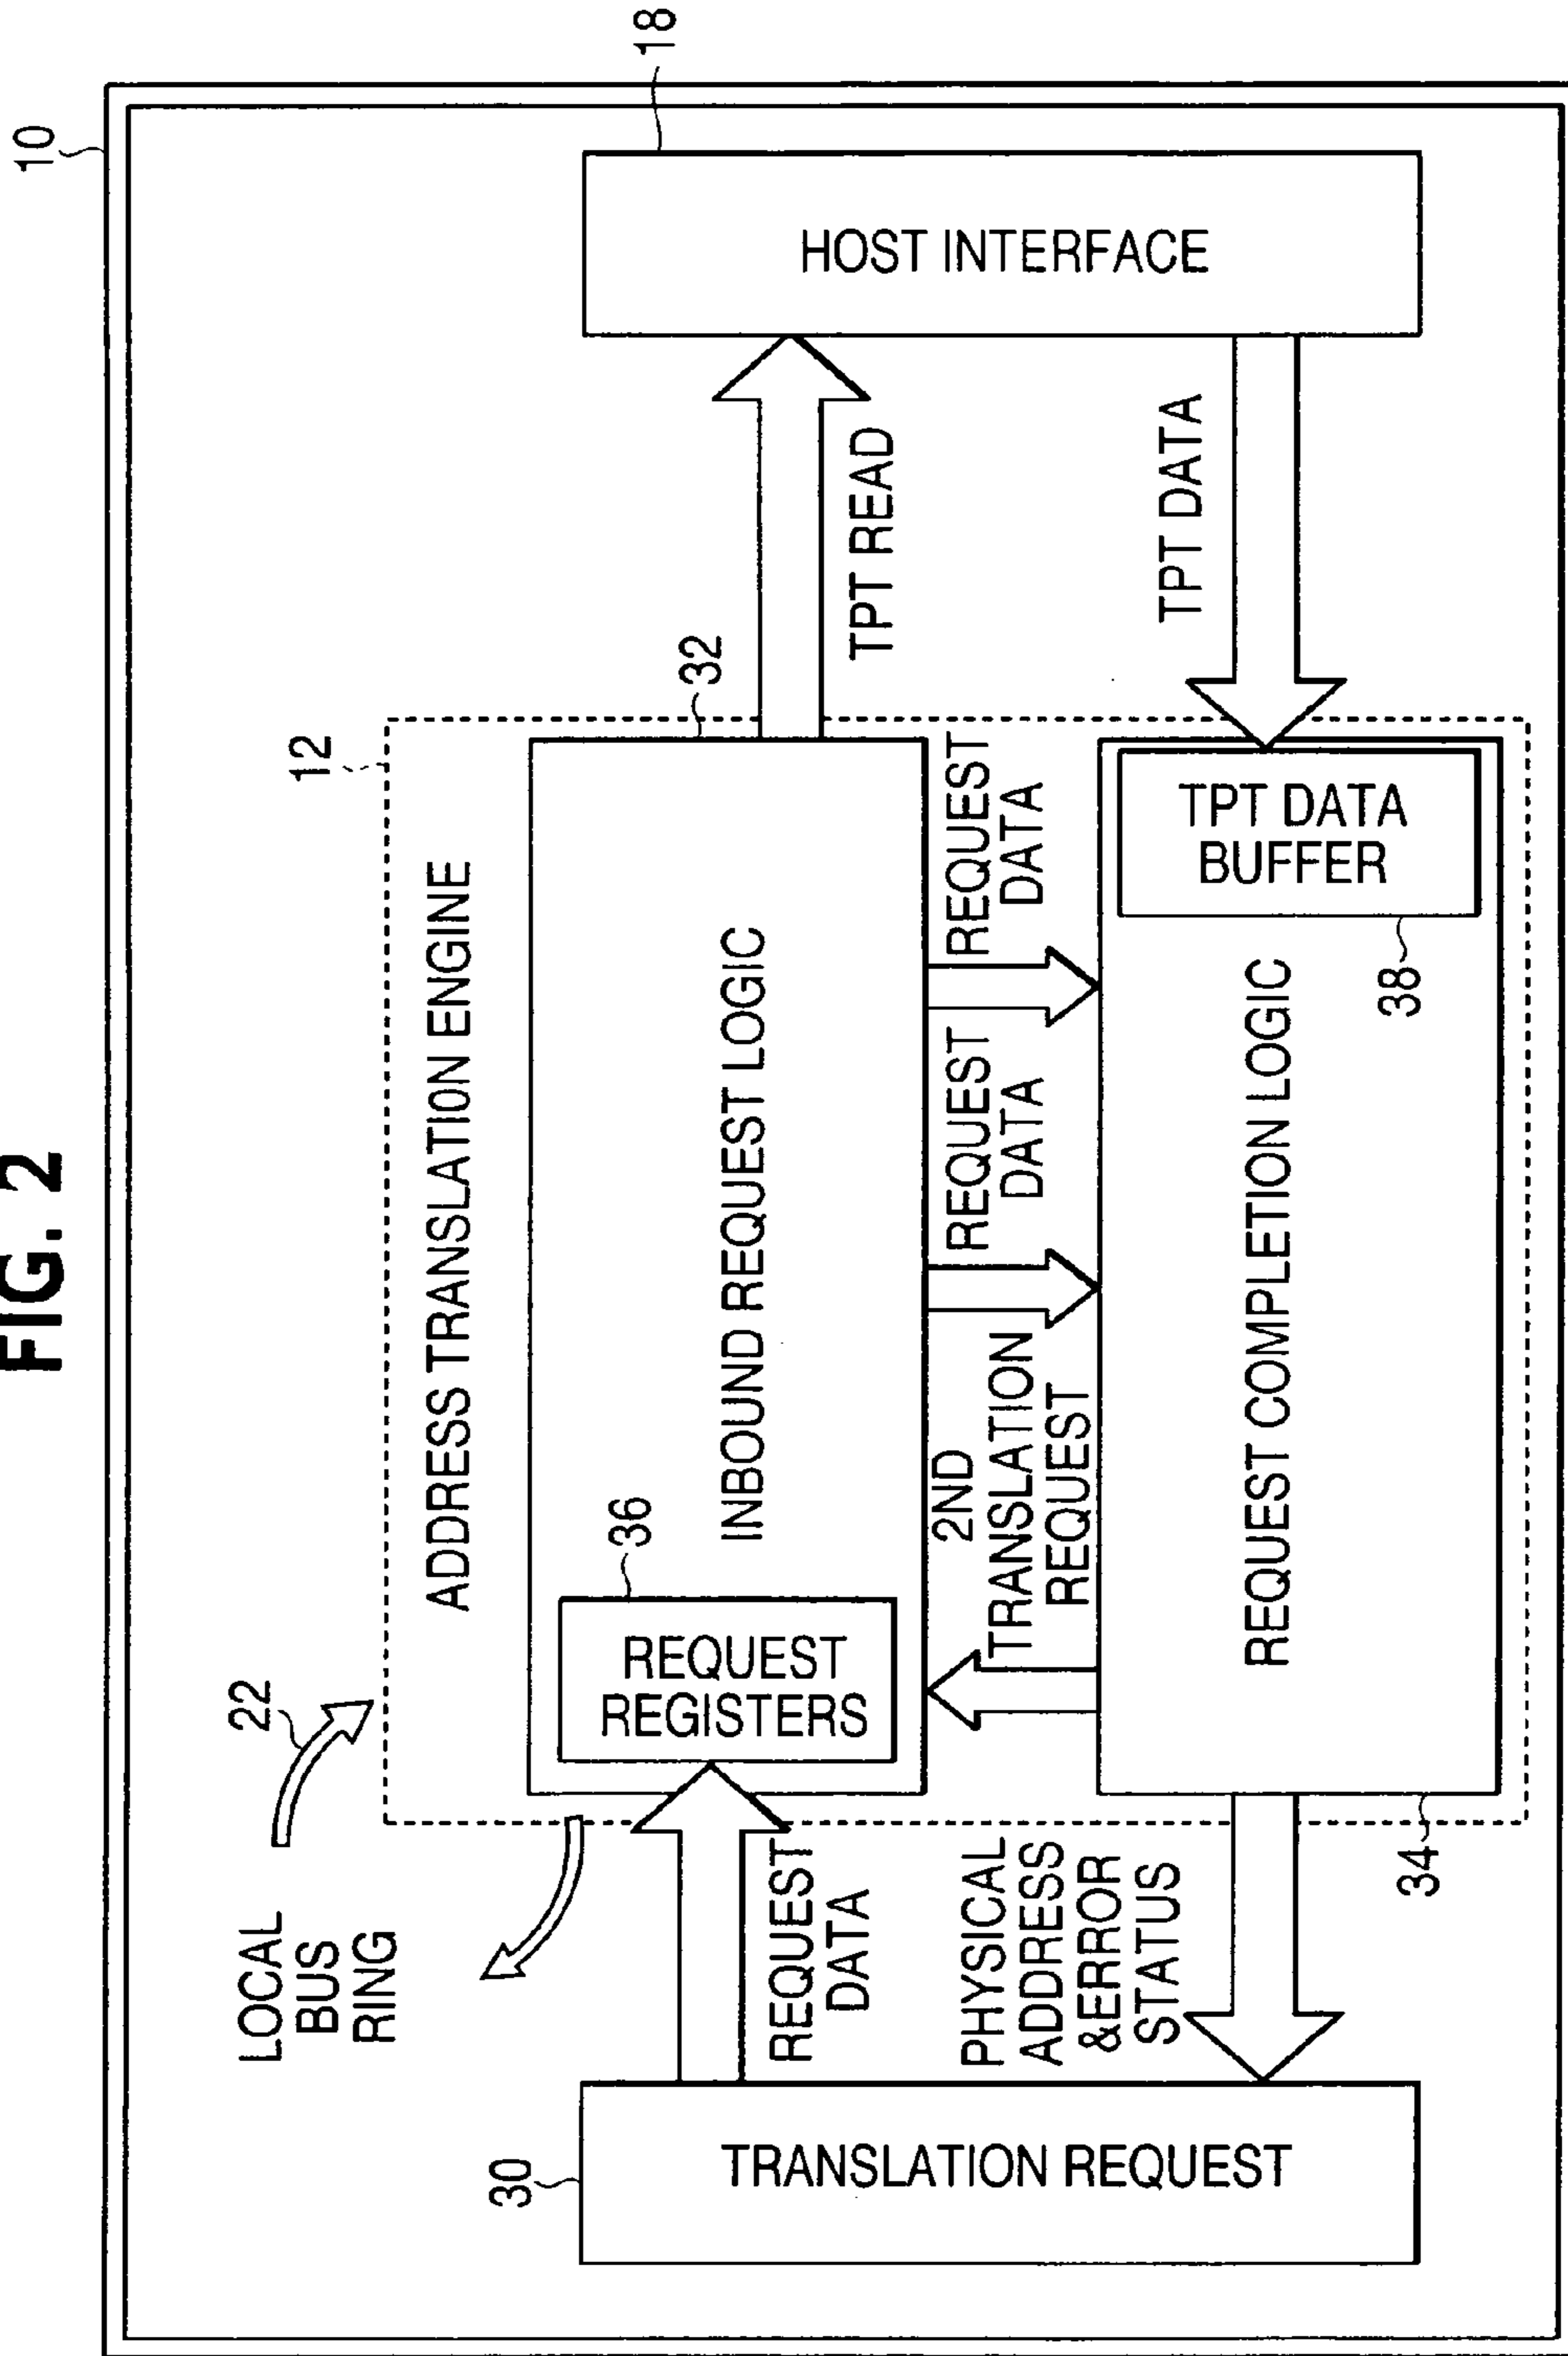 FIG. 2
10
LOCAL
BUS
RING
22
12
ADDRESS TRANSLATION ENGINE
30
TRANSLATION REQUEST
REQUEST
DATA
PHYSICAL
ADDRESS
&ERROR
STATUS
36
REQUEST
REGISTERS
INBOUND REQUEST LOGIC
32
2ND
TRANSLATION
REQUEST
REQUEST
DATA
REQUEST
DATA
34
REQUEST COMPLETION LOGIC
38
TPT DATA
BUFFER
TPT READ
TPT DATA
18
HOST INTERFACE